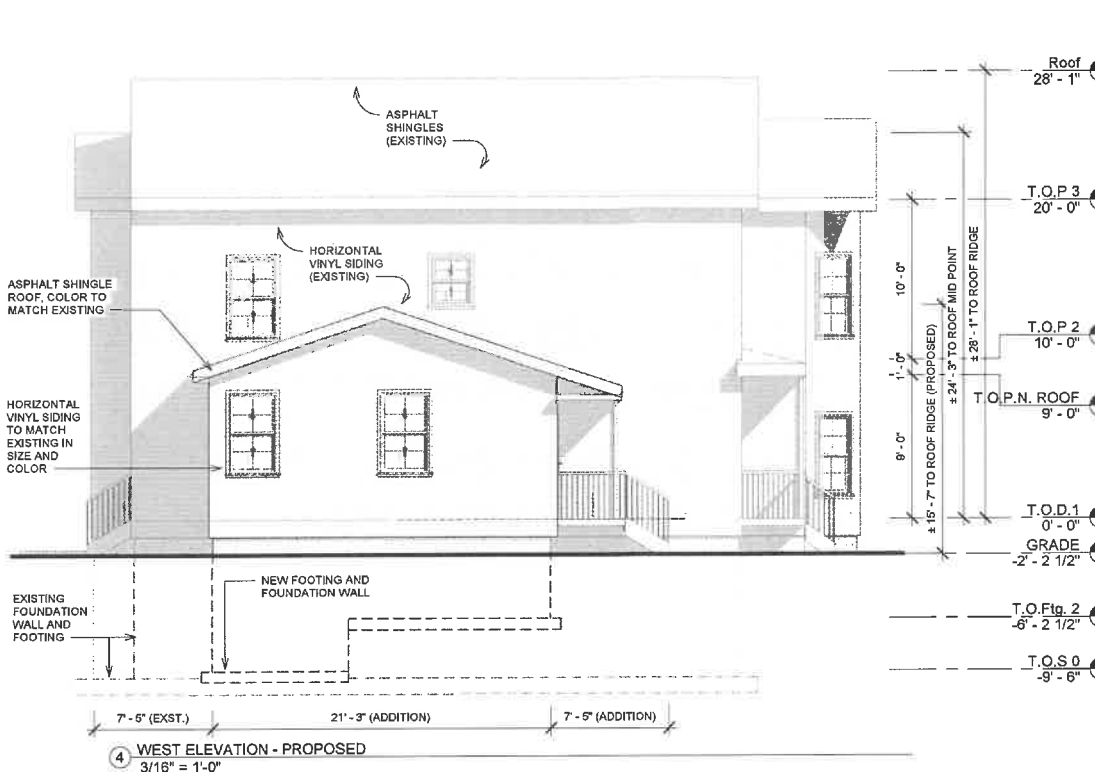 Roof
28' - 1"
ASPHALT
SHINGLES
(EXISTING)
T.O.P 3
20' - 0"
HORIZONTAL
VINYL SIDING
(EXISTING)
ASPHALT SHINGLE
ROOF, COLOR TO
MATCH EXISTING
10' - 0"
1' - 0"
9' - 0"
± 15' - 7" TO ROOF RIDGE (PROPOSED)
± 24' - 3" TO ROOF MID POINT
± 28' - 1" TO ROOF RIDGE
T.O.P 2
10' - 0"
T.O.P.N. ROOF
9' - 0"
HORIZONTAL
VINYL SIDING
TO MATCH
EXISTING IN
SIZE AND
COLOR
T.O.D.1
0' - 0"
GRADE
-2' - 2 1/2"
NEW FOOTING AND
FOUNDATION WALL
EXISTING
FOUNDATION
WALL AND
FOOTING
T.O.Ftg. 2
-6' - 2 1/2"
T.O.S 0
-9' - 6"
7' - 5" (EXST.)
21' - 3" (ADDITION)
7' - 5" (ADDITION)
4 WEST ELEVATION - PROPOSED
3/16" = 1'-0"